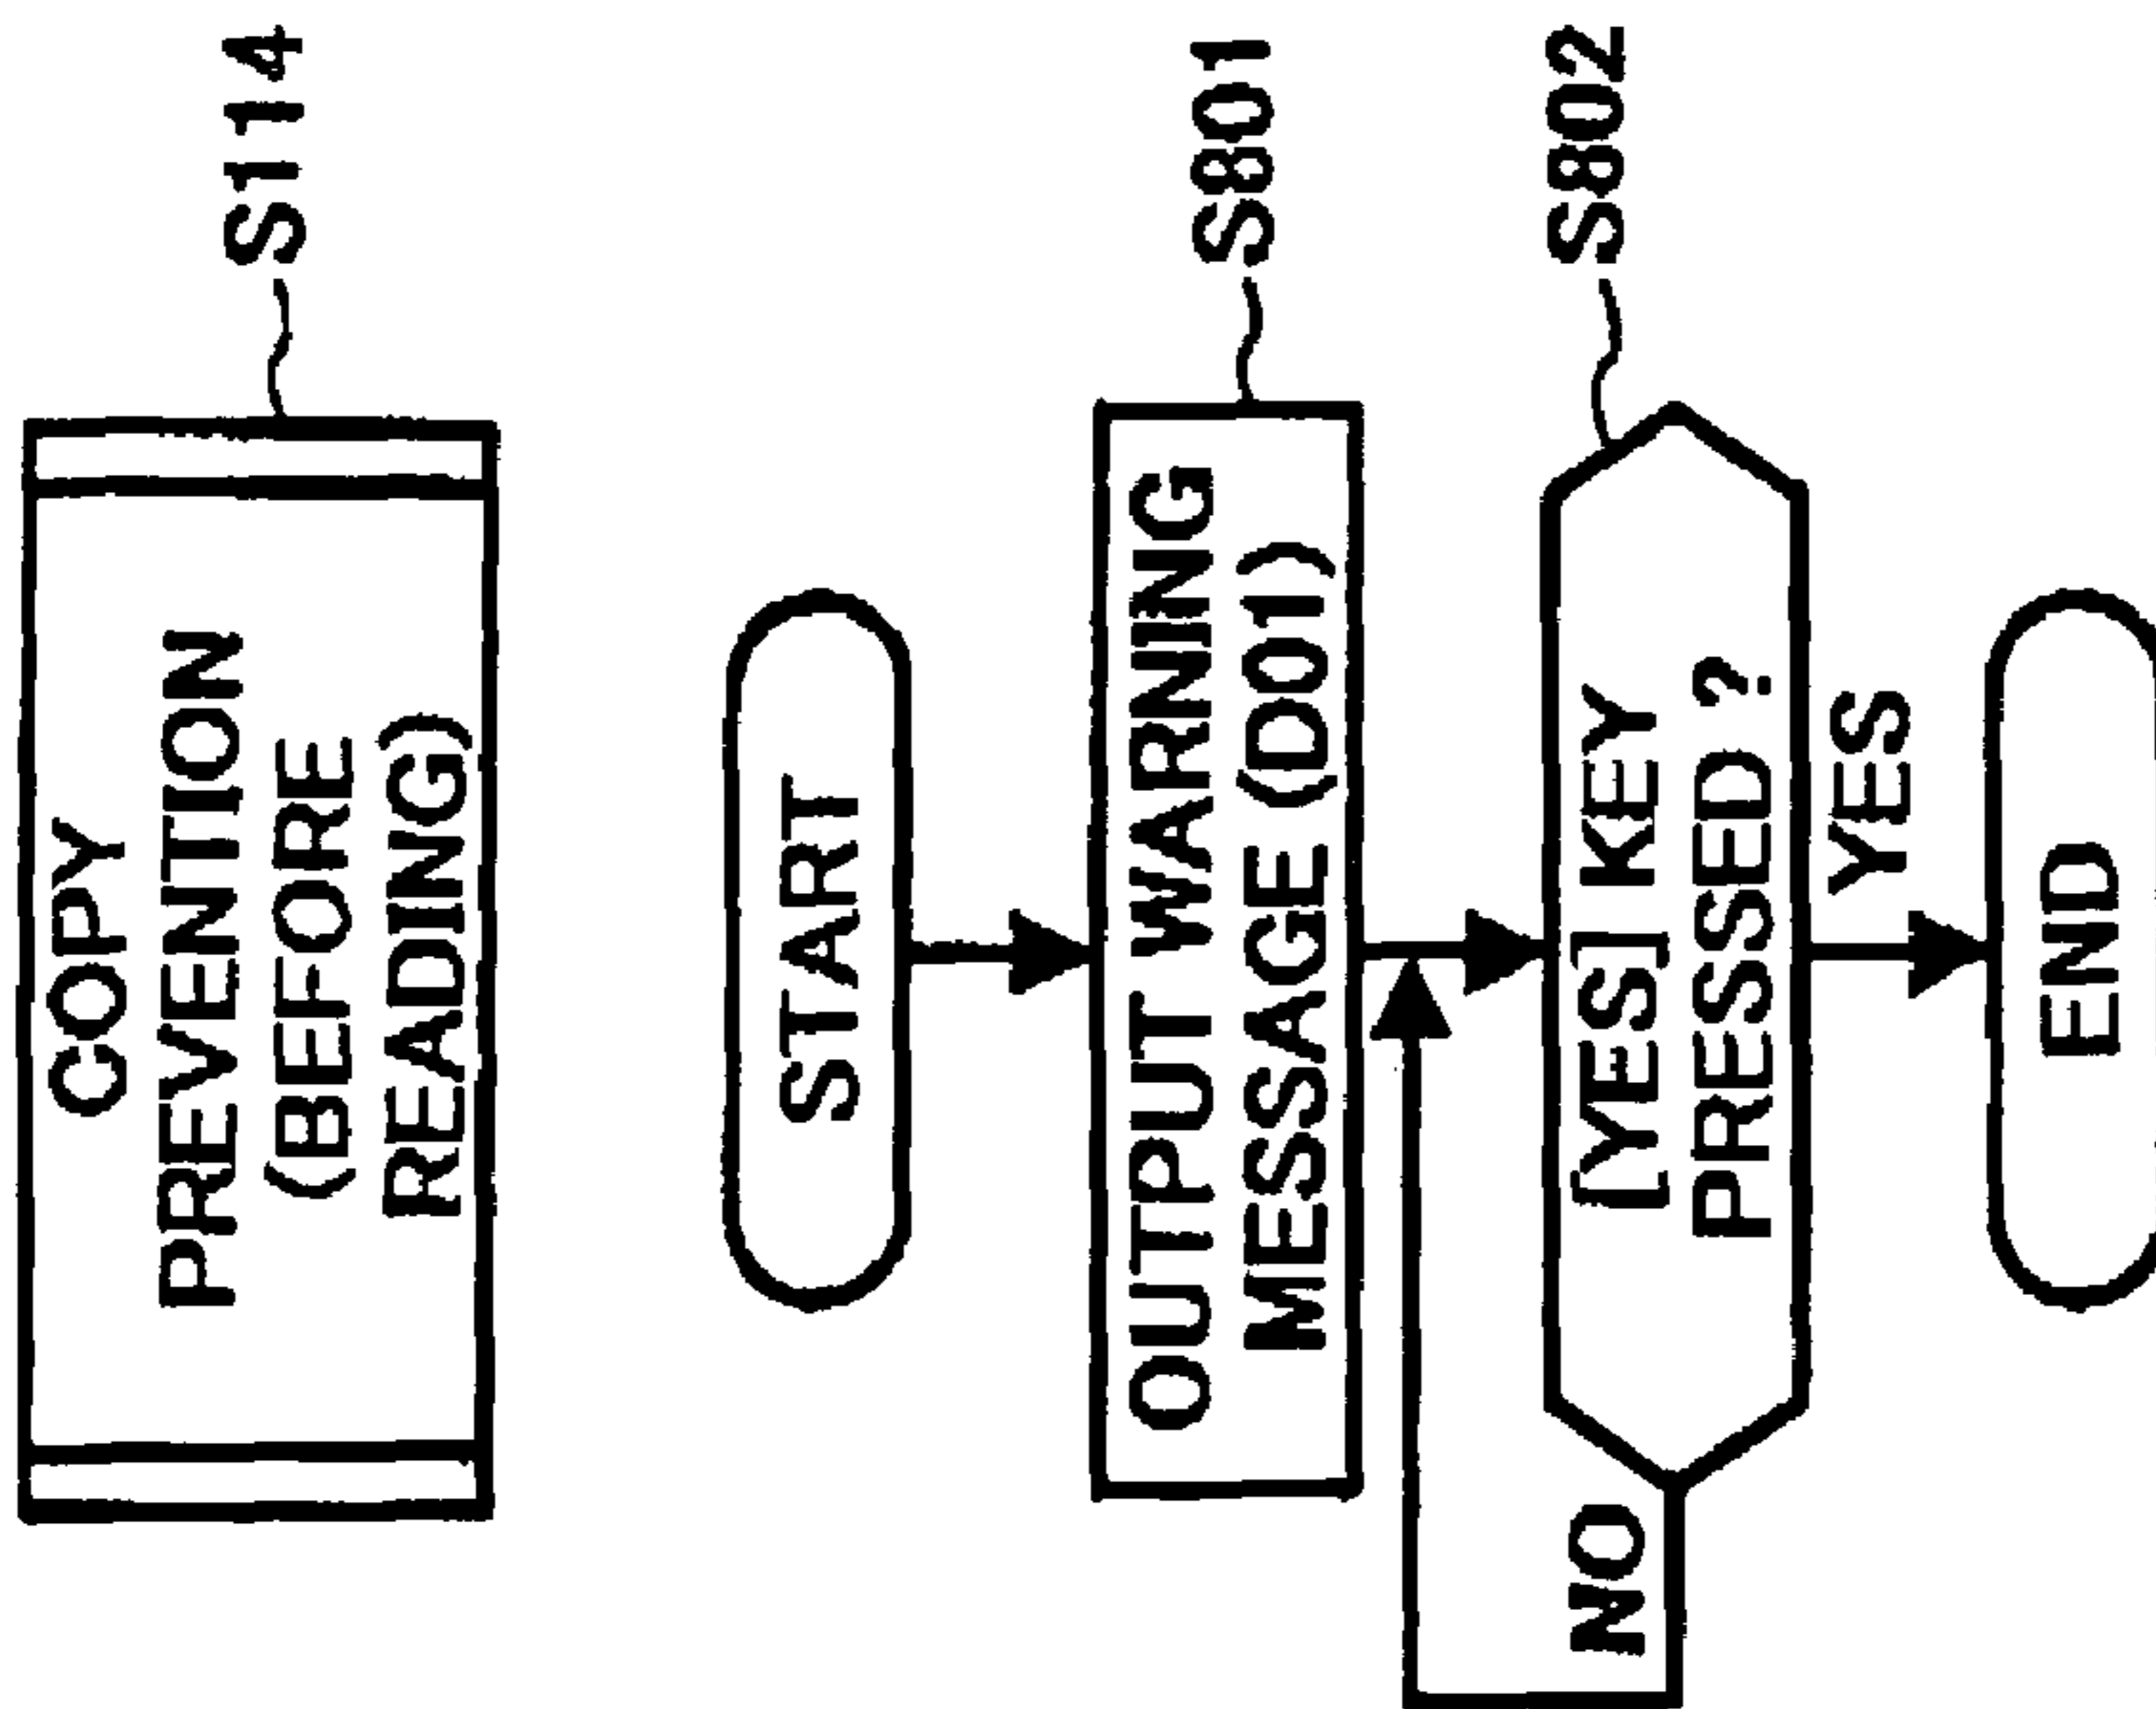 COPY
PREVENTION
(BEFORE
READING)
S114
START
OUTPUT WARNING
MESSAGE (D01)
S801
[YES] KEY
PRESSED ?
S802
NO
YES
END